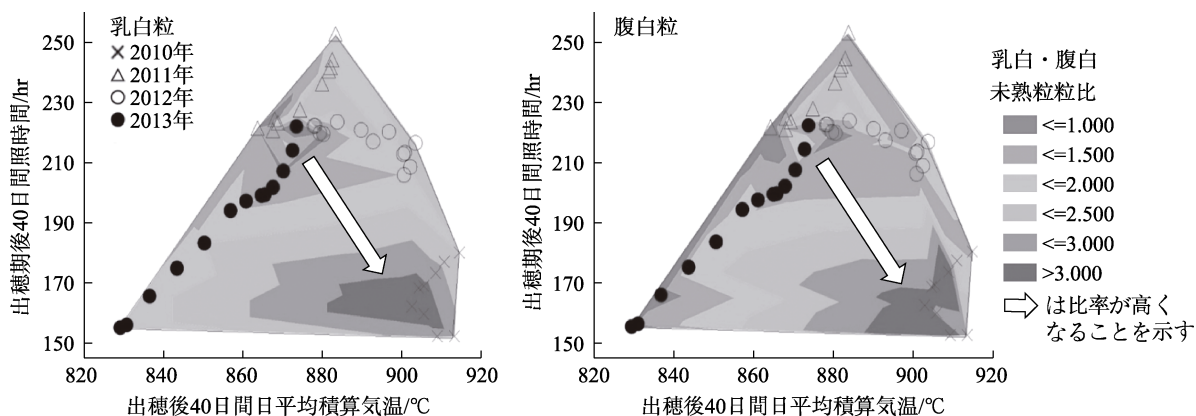 乳白粒
× 2010年
△ 2011年
○ 2012年
● 2013年
250
230
210
190
170
150
820
840
860
880
900
920
出穂期後40日間照時間/hr
出穂後40日間日平均積算気温/℃
腹白粒
250
230
210
190
170
150
820
840
860
880
900
920
出穂期後40日間照時間/hr
出穂後40日間日平均積算気温/℃
乳白・腹白
未熟粒粒比
<=1.000
<=1.500
<=2.000
<=2.500
<=3.000
>3.000
は比率が高く
なることを示す